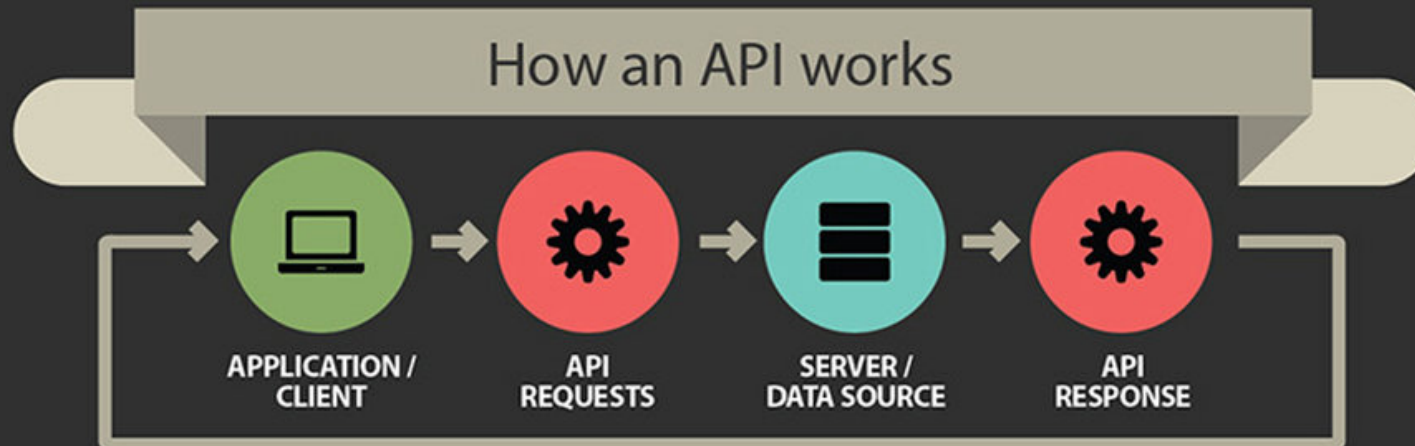 How an API works
APPLICATION /
CLIENT
API
REQUESTS
SERVER /
DATA SOURCE
API
RESPONSE